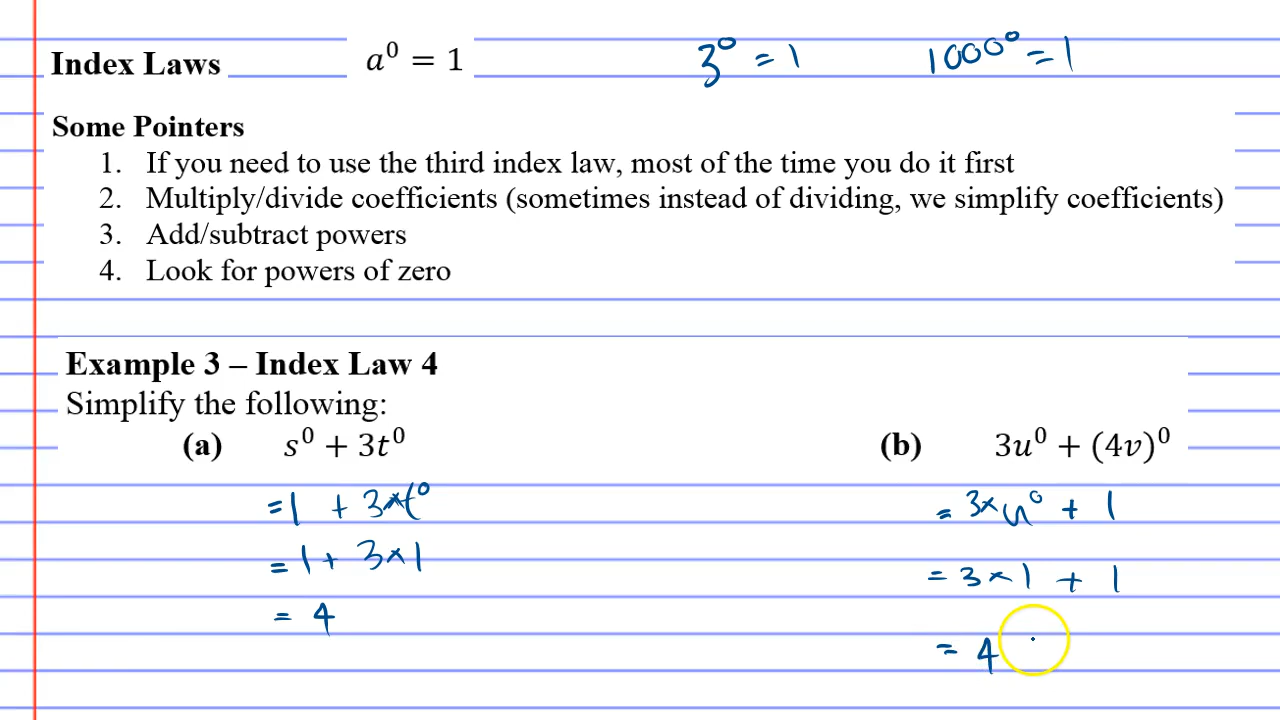 Index Laws a⁰ = 1 3⁰ = 1 1000⁰ = 1
Some Pointers
1. If you need to use the third index law, most of the time you do it first
2. Multiply/divide coefficients (sometimes instead of dividing, we simplify coefficients)
3. Add/subtract powers
4. Look for powers of zero
Example 3 – Index Law 4
Simplify the following:
(a) s⁰ + 3t⁰ (b) 3u⁰ + (4v)⁰
= 1 + 3×t⁰ = 3×u⁰ + 1
= 1 + 3×1 = 3×1 + 1
= 4 = 4